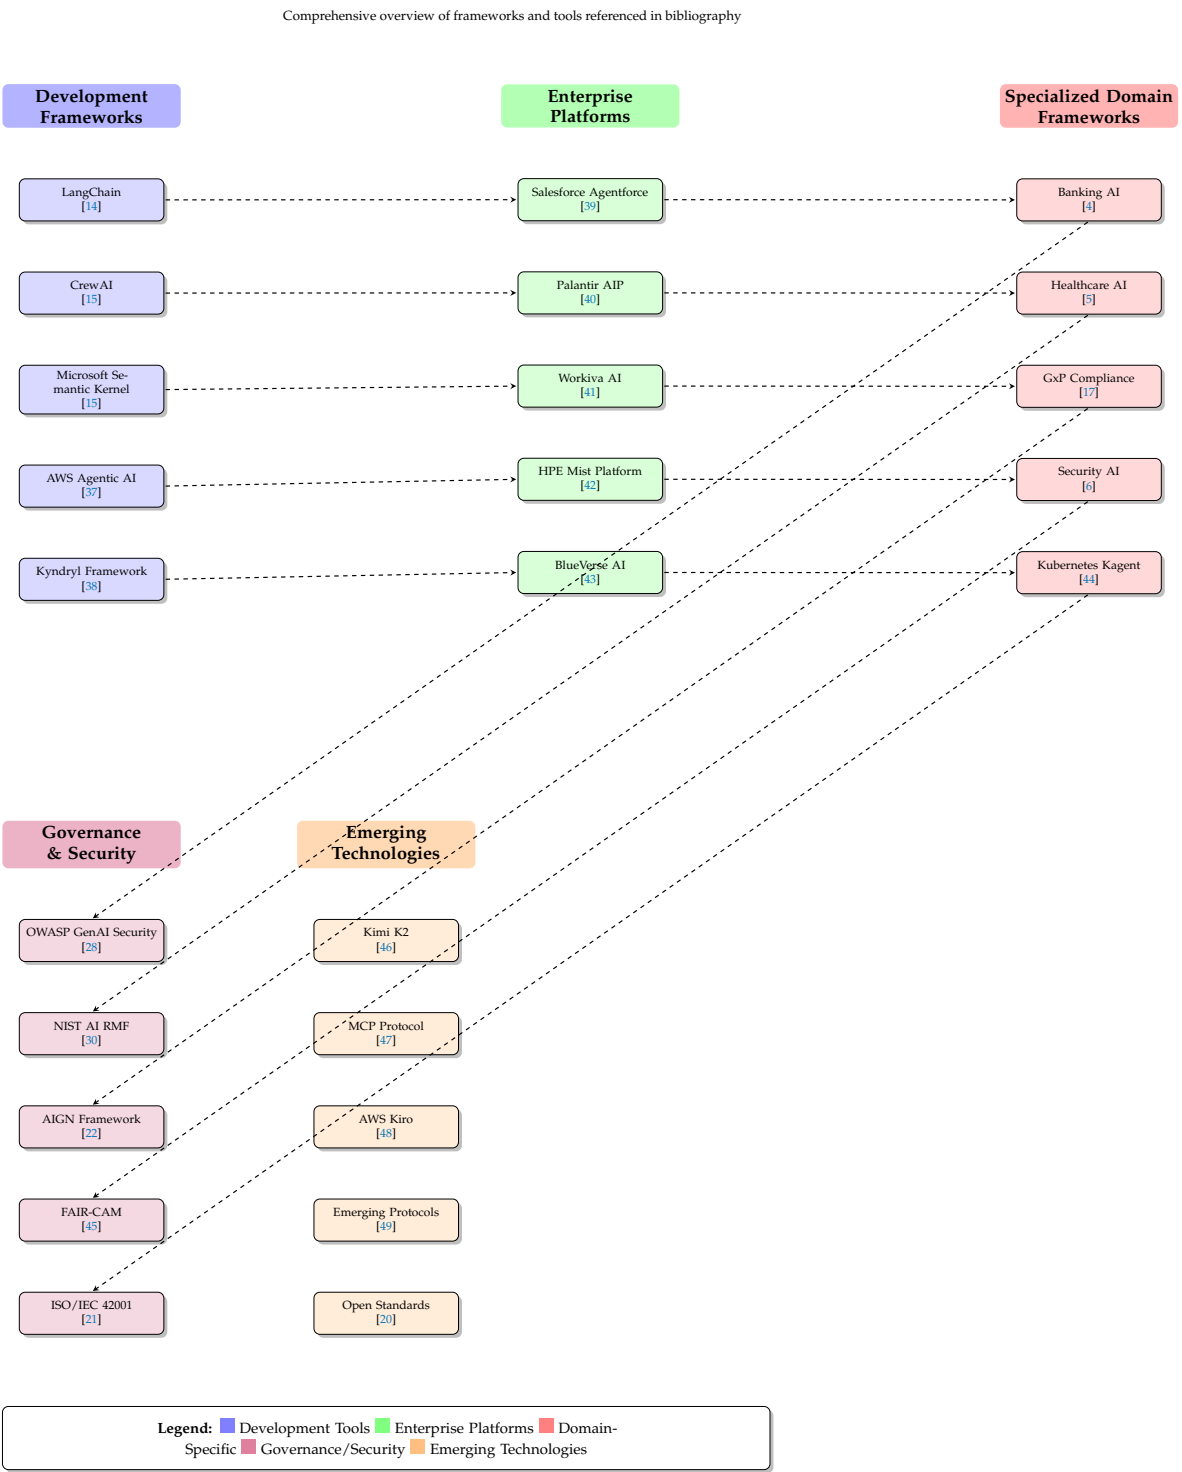 Comprehensive overview of frameworks and tools referenced in bibliography
Development
Frameworks
Enterprise
Platforms
Specialized Domain
Frameworks
LangChain
[14]
Salesforce Agentforce
[39]
Banking AI
[4]
CrewAI
[15]
Palantir AIP
[40]
Healthcare AI
[5]
Microsoft Se-
mantic Kernel
[15]
Workiva AI
[41]
GxP Compliance
[17]
AWS Agentic AI
[37]
HPE Mist Platform
[42]
Security AI
[6]
Kyndryl Framework
[38]
BlueVerse AI
[43]
Kubernetes Kagent
[44]
Governance
& Security
Emerging
Technologies
OWASP GenAI Security
[28]
Kimi K2
[46]
NIST AI RMF
[30]
MCP Protocol
[47]
AIGN Framework
[22]
AWS Kiro
[48]
FAIR-CAM
[45]
Emerging Protocols
[49]
ISO/IEC 42001
[21]
Open Standards
[20]
Legend: Development Tools Enterprise Platforms Domain-
Specific Governance/Security Emerging Technologies